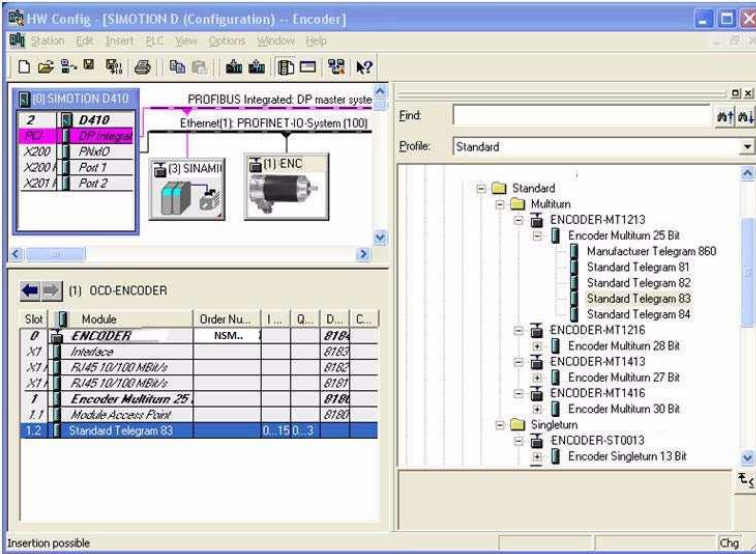 HW Config - [SIMOTION D (Configuration) -- Encoder]
Station Edit Insert PLC View Options Window Help
(0) SIMOTION D410
2 D410
PCI DP Integrat
X200 PNxIO
X200 Port 1
X201 Port 2
PROFIBUS Integrated: DP master syste
Ethernet(1): PROFINET-IO-System (100)
(3) SINAMI
(1) ENC
(1) OCD-ENCODER
Slot Module Order Nu... I ... Q... D... C...
0 ENCODER NSM.. 8184
X1 Interface 8183
X1 RJ45 10/100 MBit/s 8182
X1 RJ45 10/100 MBit/s 8181
1 Encoder Multiturn 25
1.1 Module Access Point 8180
1.2 Standard Telegram 83 0...15 0...3
Find:
Profile: Standard
Standard
Multiturn
ENCODER-MT1213
Encoder Multiturn 25 Bit
Manufacturer Telegram 860
Standard Telegram 81
Standard Telegram 82
Standard Telegram 83
Standard Telegram 84
ENCODER-MT1216
Encoder Multiturn 28 Bit
ENCODER-MT1413
Encoder Multiturn 27 Bit
ENCODER-MT1416
Encoder Multiturn 30 Bit
Singleturn
ENCODER-ST0013
Encoder Singleturn 13 Bit
Insertion possible
Chg